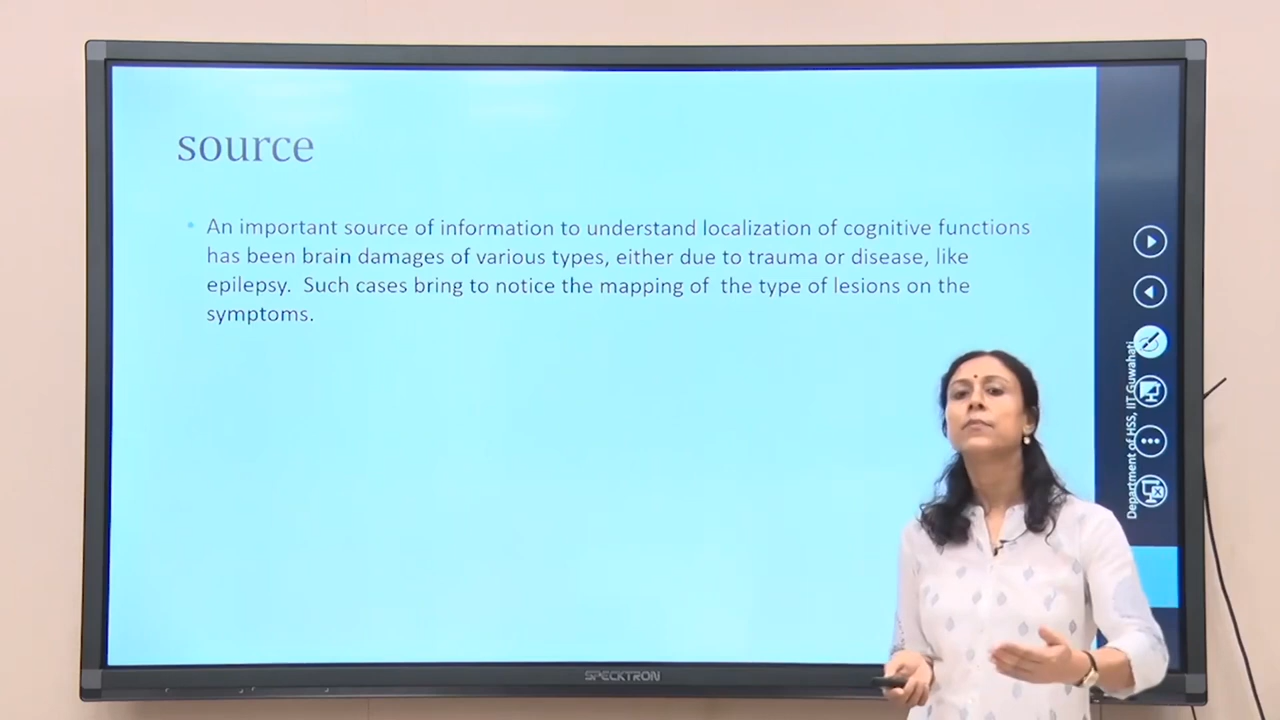 source
An important source of information to understand localization of cognitive functions
has been brain damages of various types, either due to trauma or disease, like
epilepsy. Such cases bring to notice the mapping of the type of lesions on the
symptoms.
Department of HSS, IIT Guwahati
SPECKTRON